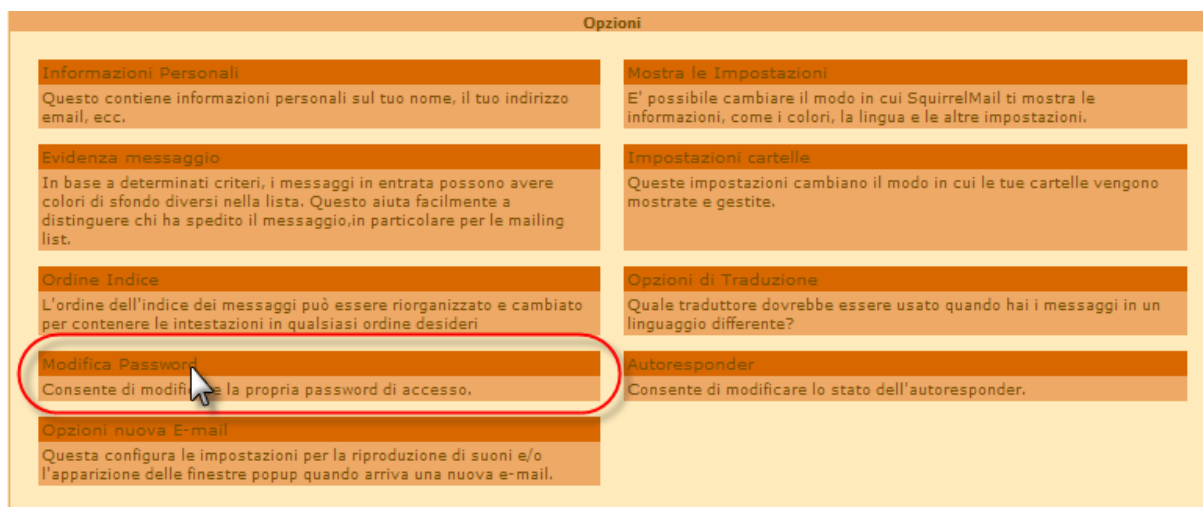 Opzioni
Informazioni Personali
Questo contiene informazioni personali sul tuo nome, il tuo indirizzo
email, ecc.
Mostra le Impostazioni
E' possibile cambiare il modo in cui SquirrelMail ti mostra le
informazioni, come i colori, la lingua e le altre impostazioni.
Evidenza messaggio
In base a determinati criteri, i messaggi in entrata possono avere
colori di sfondo diversi nella lista. Questo aiuta facilmente a
distinguere chi ha spedito il messaggio,in particolare per le mailing
list.
Impostazioni cartelle
Queste impostazioni cambiano il modo in cui le tue cartelle vengono
mostrate e gestite.
Ordine Indice
L'ordine dell'indice dei messaggi può essere riorganizzato e cambiato
per contenere le intestazioni in qualsiasi ordine desideri
Opzioni di Traduzione
Quale traduttore dovrebbe essere usato quando hai i messaggi in un
linguaggio differente?
Modifica Password
Consente di modificare la propria password di accesso.
Autoresponder
Consente di modificare lo stato dell'autoresponder.
Opzioni nuova E-mail
Questa configura le impostazioni per la riproduzione di suoni e/o
l'apparizione delle finestre popup quando arriva una nuova e-mail.